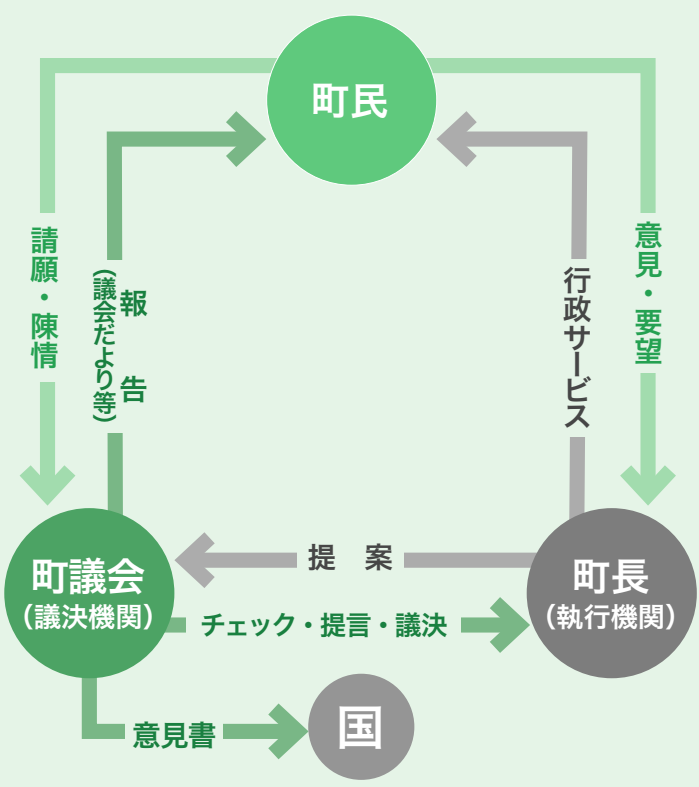 町民
請願・陳情
報　告
（議会だより等）
行政サービス
意見・要望
町議会
（議決機関）
提　案
チェック・提言・議決
町長
（執行機関）
意見書
国